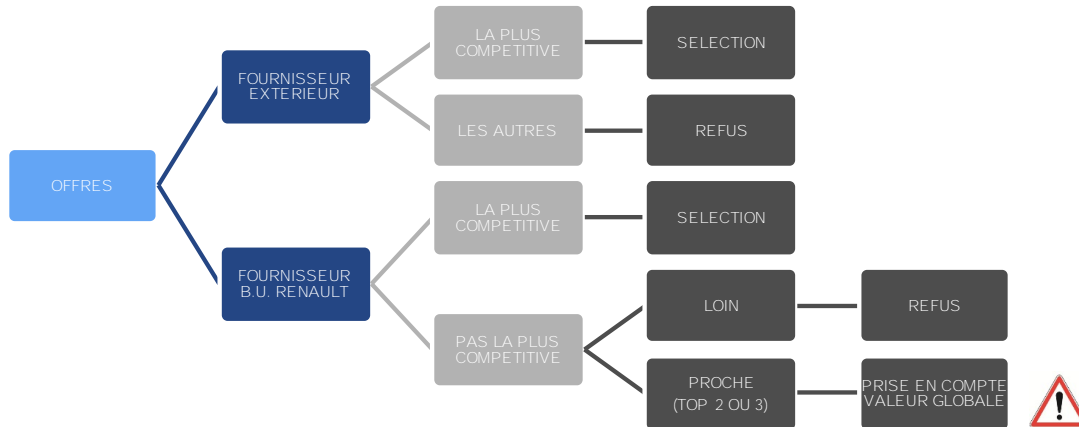 OFFRES
FOURNISSEUR
EXTERIEUR
LA PLUS
COMPETITIVE
SELECTION
LES AUTRES
REFUS
FOURNISSEUR
B.U. RENAULT
LA PLUS
COMPETITIVE
SELECTION
PAS LA PLUS
COMPETITIVE
LOIN
REFUS
PROCHE
(TOP 2 OU 3)
PRISE EN COMPTE
VALEUR GLOBALE
!